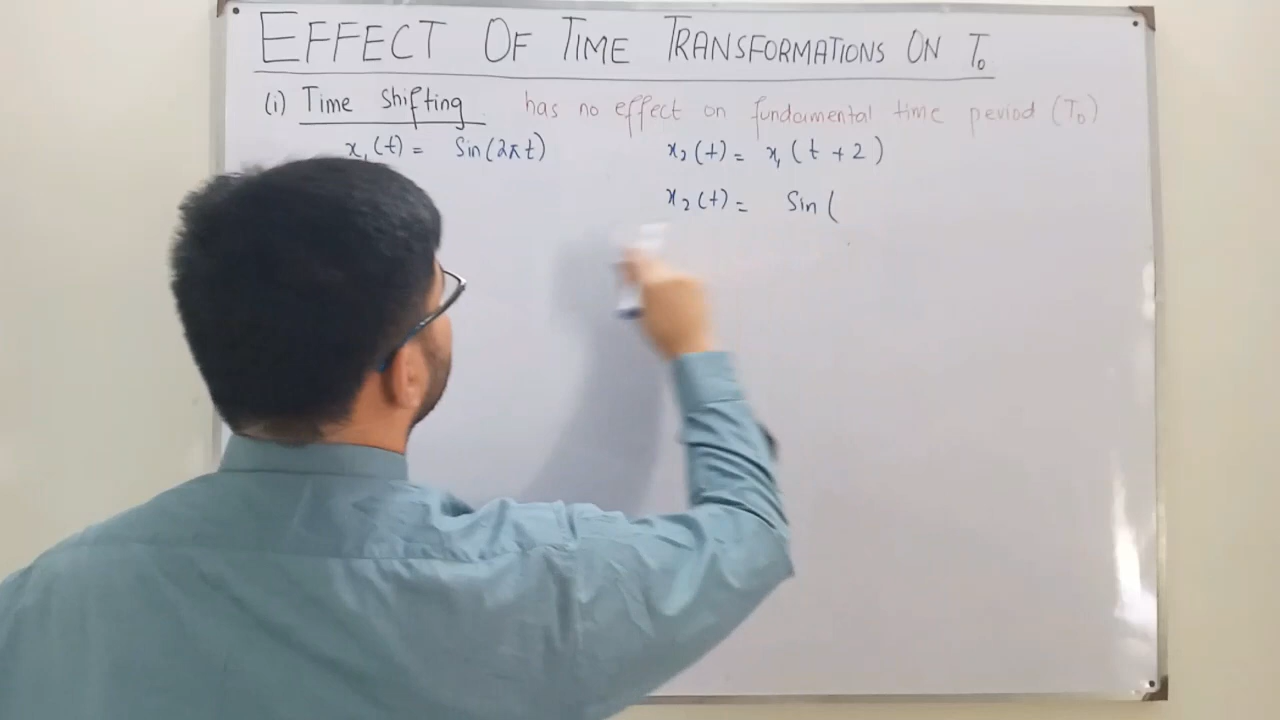 EFFECT OF TIME TRANSFORMATIONS ON T₀
(i) Time shifting has no effect on fundamental time period (T₀)
x₁(t) = Sin(2πt) x₂(t) = x₁(t + 2)
x₂(t) = Sin(